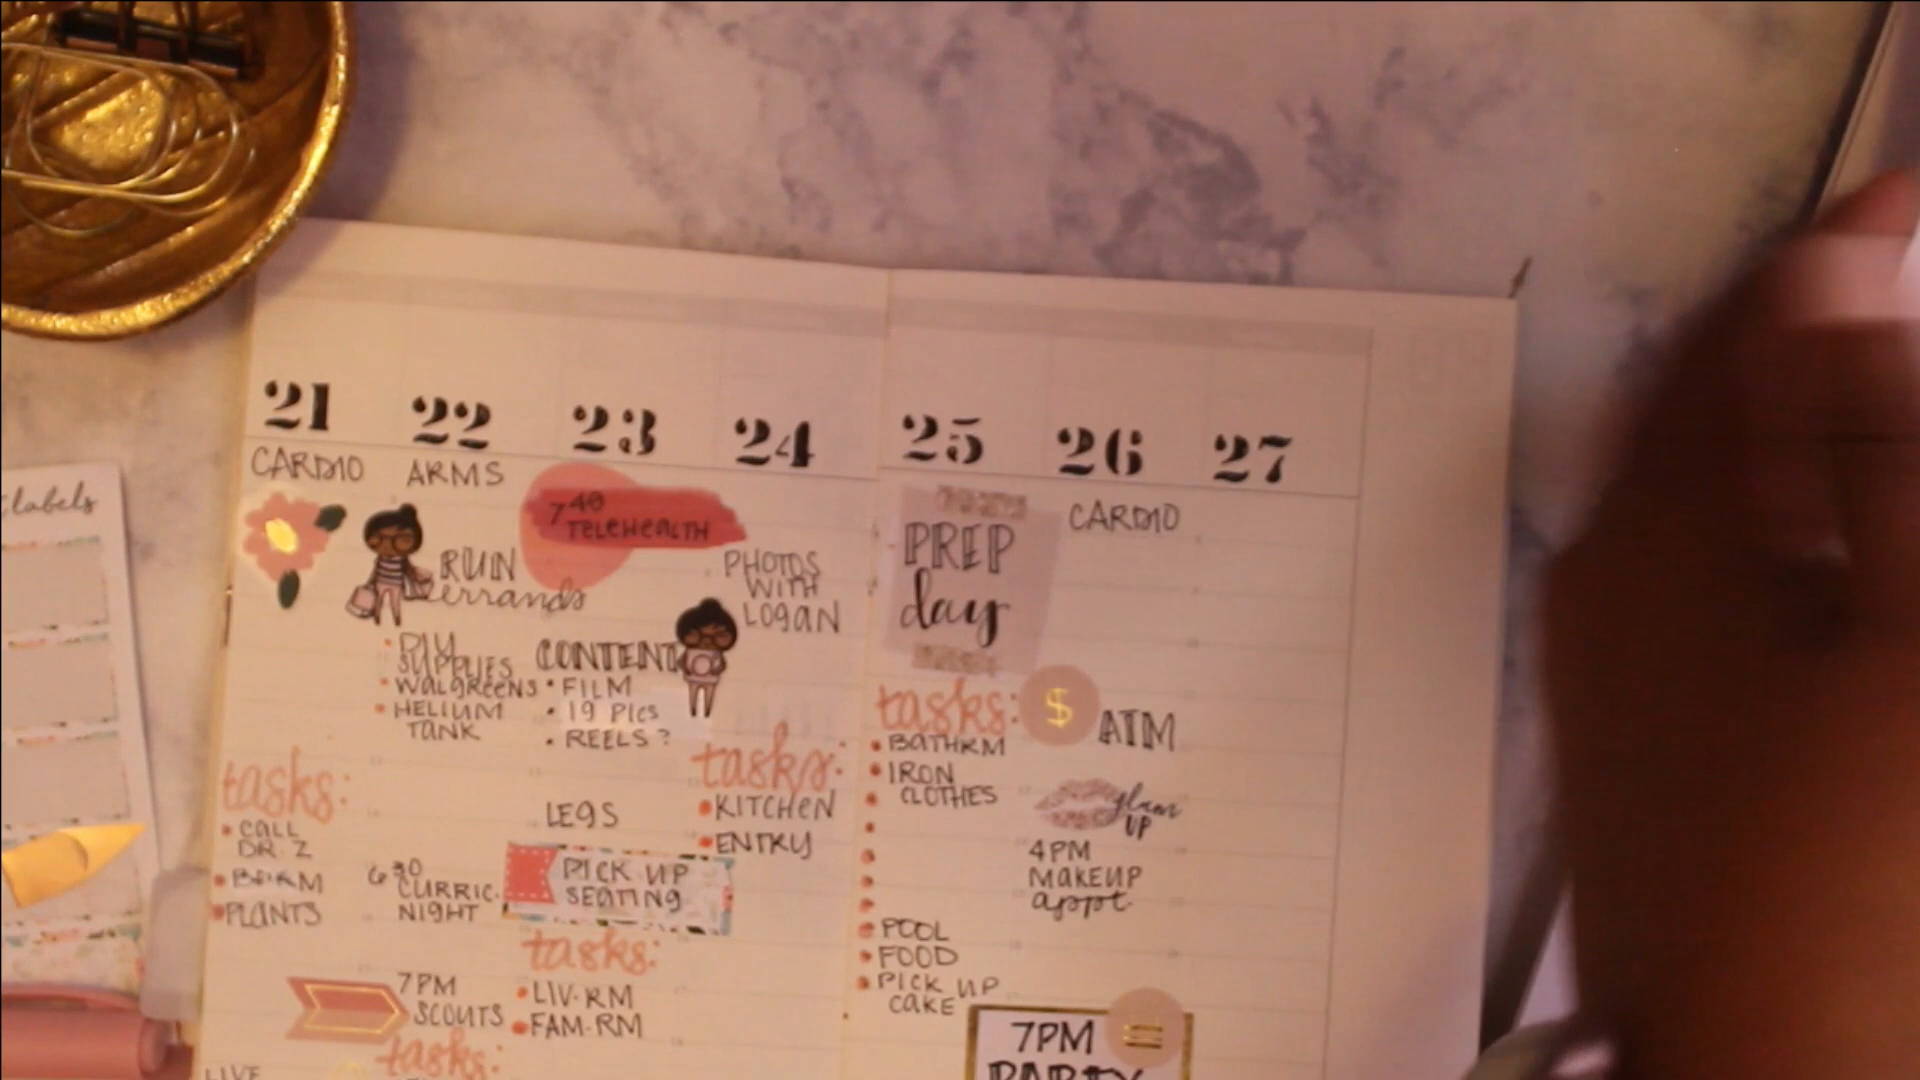 labels
21 22 23 24 25 26 27
CARDIO
tasks:
• CALL
DR. Z
• PLANTS
LIVE
ARMS
RUN
errands
• DIY
SUPPLIES
• WALGREENS
• HELIUM
TANK
6 30
CURRIC.
NIGHT
7PM
SCOUTS
tasks:
7 40
TELEHEALTH
CONTENT
• FILM
• 19 PICS
• REELS?
LEGS
PICK UP
SEATING
tasks:
• LIV. RM
• FAM. RM
PHOTOS
WITH
LOGAN
tasks:
• KITCHEN
• ENTRY
PREP
day
tasks:
• BATHRM
• IRON
CLOTHES
• POOL
• FOOD
• PICK UP
CAKE
CARDIO
$ ATM
glam
UP
4PM
MAKEUP
appt.
7PM
PARTY